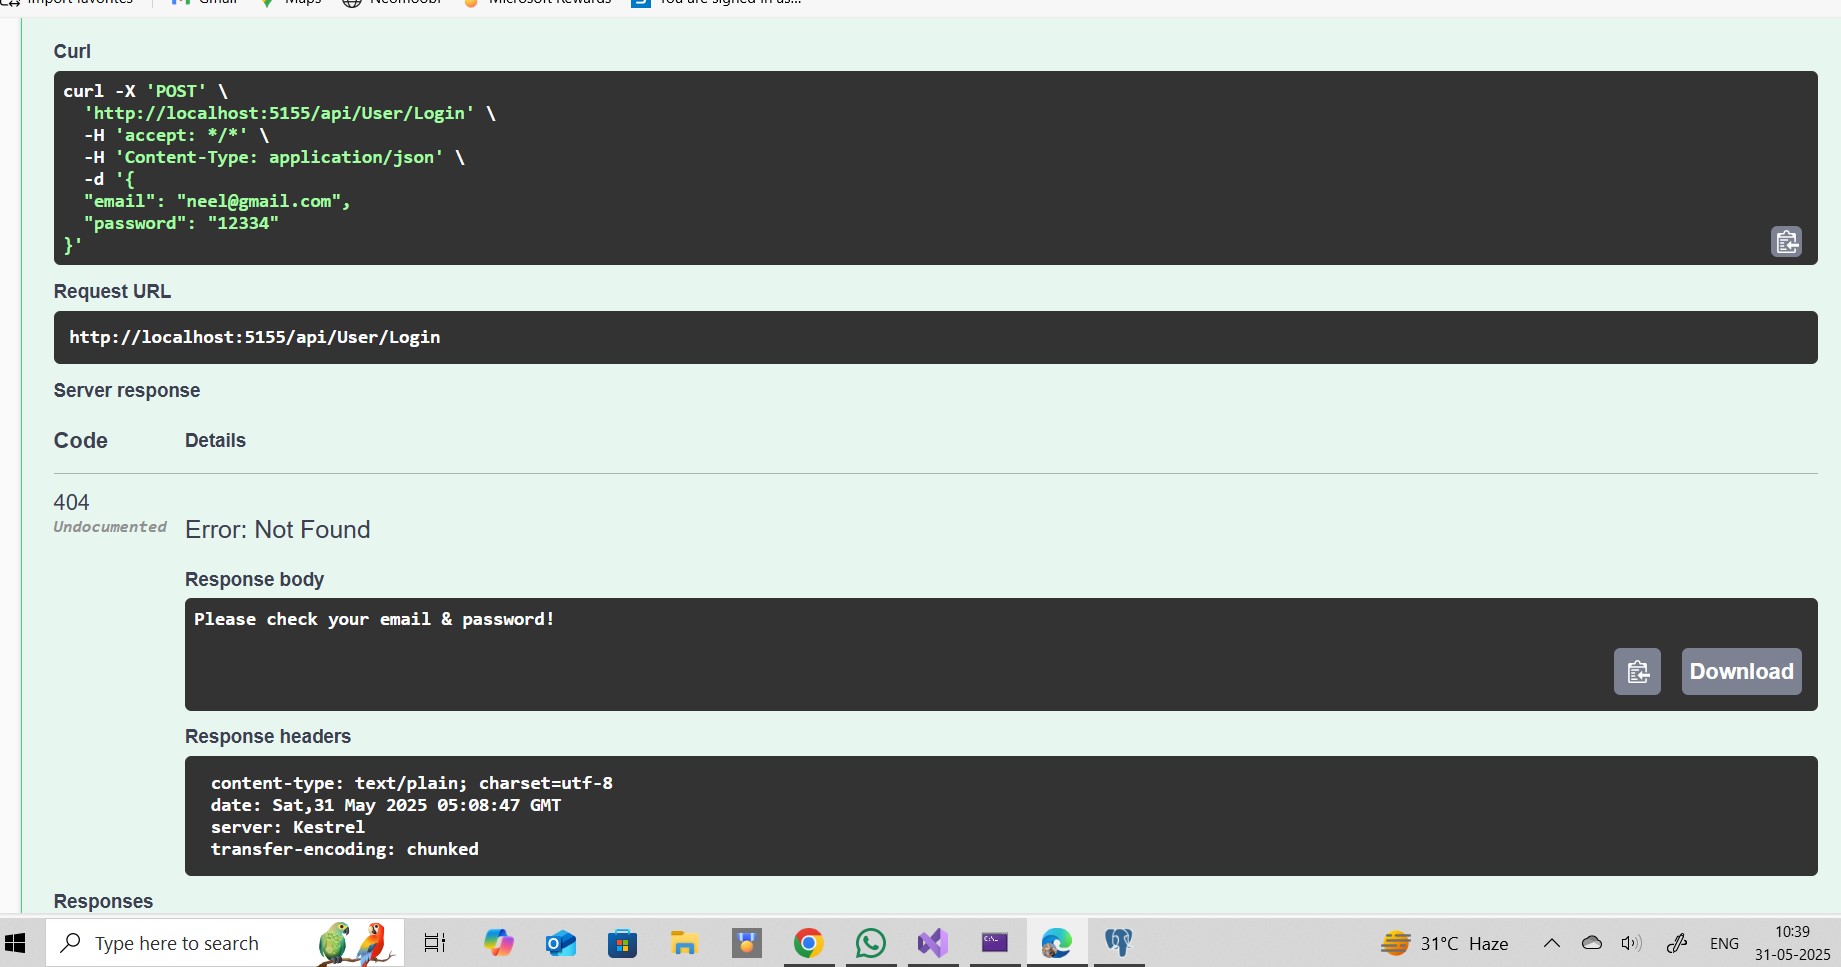 Import favorites
Gmail
Maps
Microsoft Rewards
You are signed in as...
Curl
curl -X 'POST' \
'http://localhost:5155/api/User/Login' \
-H 'accept: */*' \
-H 'Content-Type: application/json' \
-d '{
"email": "neel@gmail.com",
"password": "12334"
}'
Request URL
http://localhost:5155/api/User/Login
Server response
Code
Details
404
Undocumented
Error: Not Found
Response body
Please check your email & password!
Download
Response headers
content-type: text/plain; charset=utf-8
date: Sat,31 May 2025 05:08:47 GMT
server: Kestrel
transfer-encoding: chunked
Responses
Type here to search
31°C Haze
ENG
10:39
31-05-2025